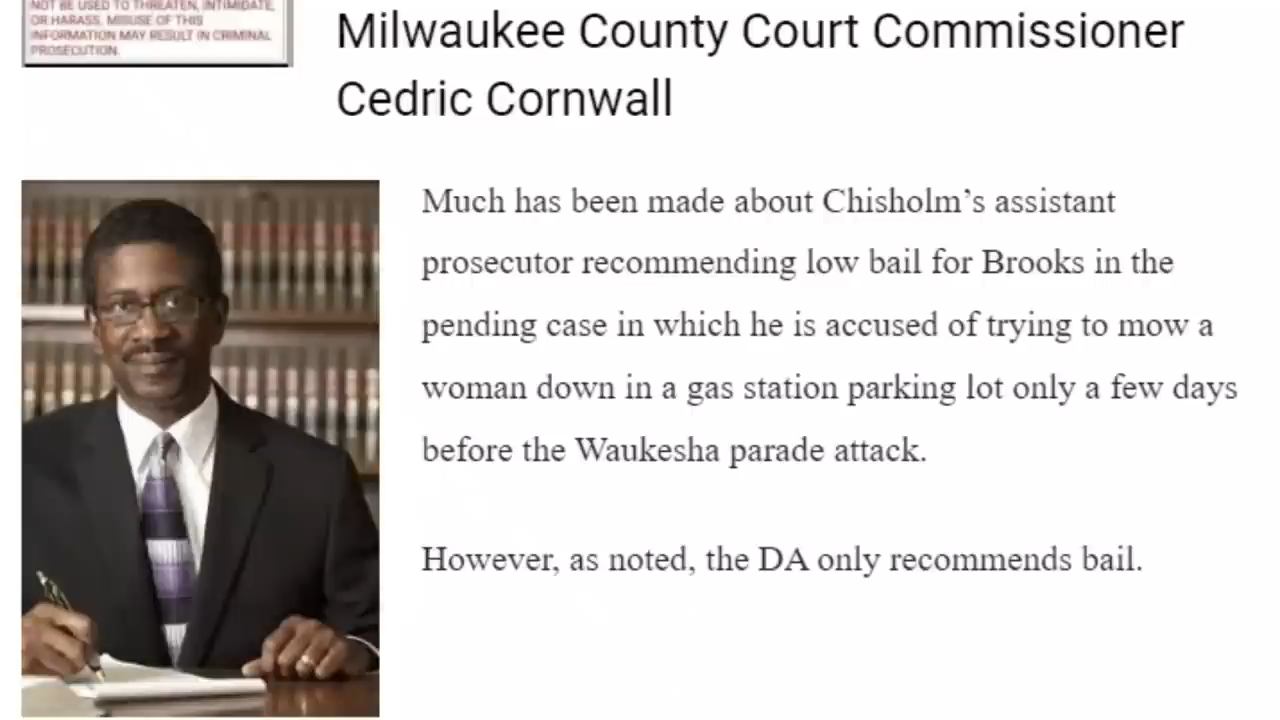 NOT BE USED TO THREATEN, INTIMIDATE,
OR HARASS. MISUSE OF THIS
INFORMATION MAY RESULT IN CRIMINAL
PROSECUTION.
Milwaukee County Court Commissioner
Cedric Cornwall
Much has been made about Chisholm’s assistant
prosecutor recommending low bail for Brooks in the
pending case in which he is accused of trying to mow a
woman down in a gas station parking lot only a few days
before the Waukesha parade attack.
However, as noted, the DA only recommends bail.